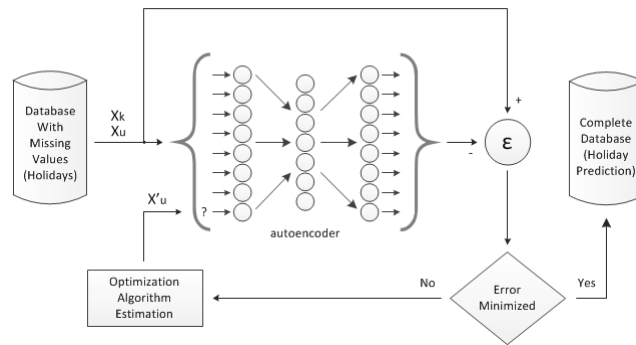 Database
With
Missing
Values
(Holidays)
Xk
Xu
X'u
?
autoencoder
+
-
ε
Complete
Database
(Holiday
Prediction)
Optimization
Algorithm
Estimation
No
Error
Minimized
Yes